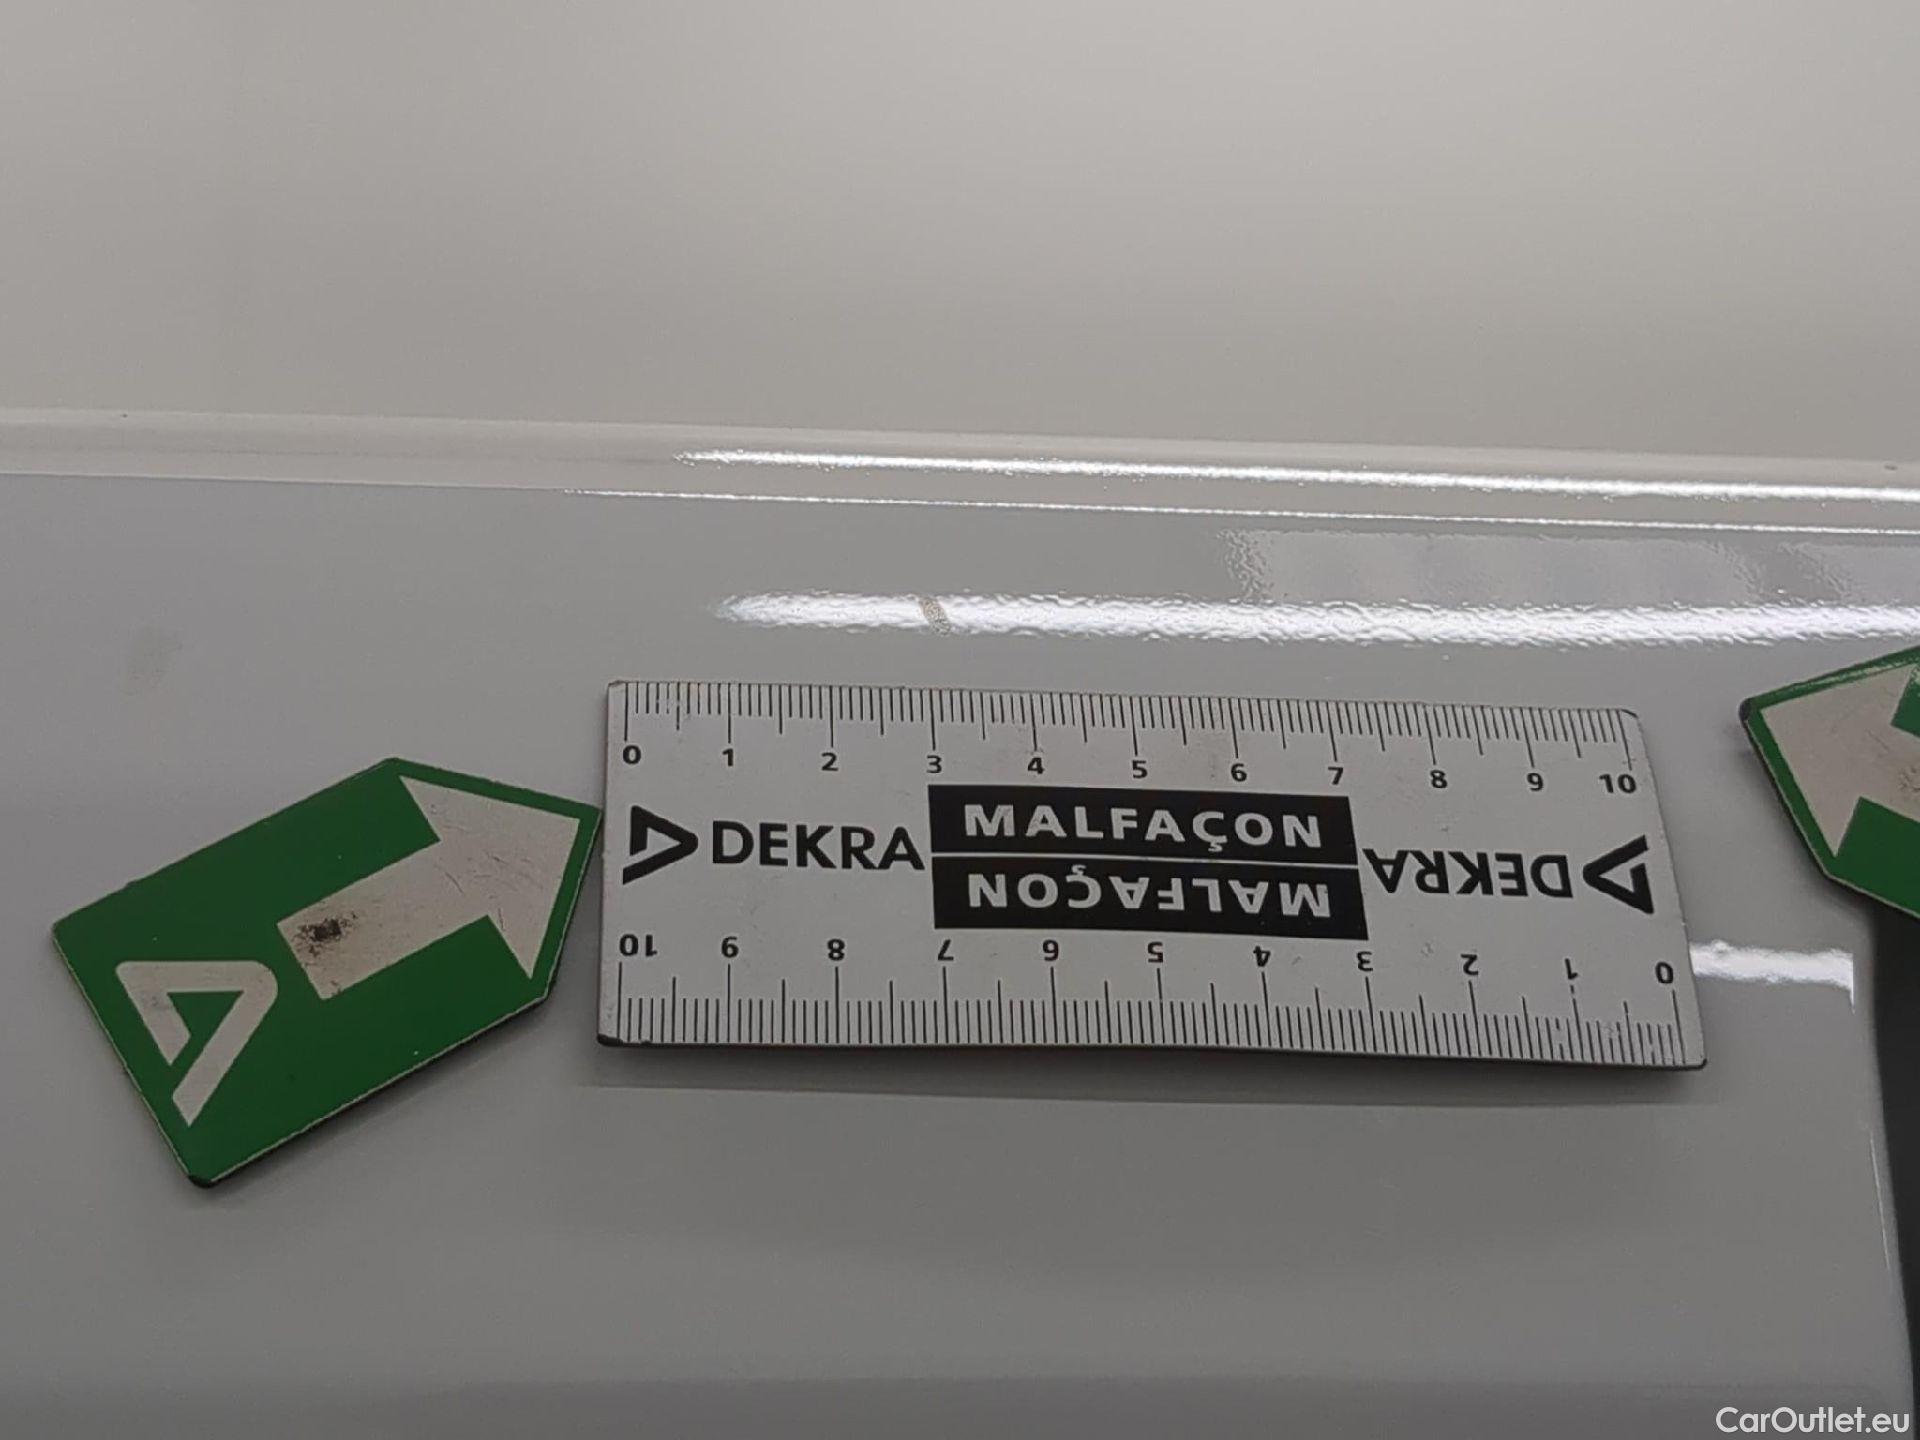 0 1 2 3 4 5 6 7 8 9 10
DEKRA MALFAÇON DEKRA
MALFAÇON
10 9 8 7 6 5 4 3 2 1 0
CarOutlet.eu